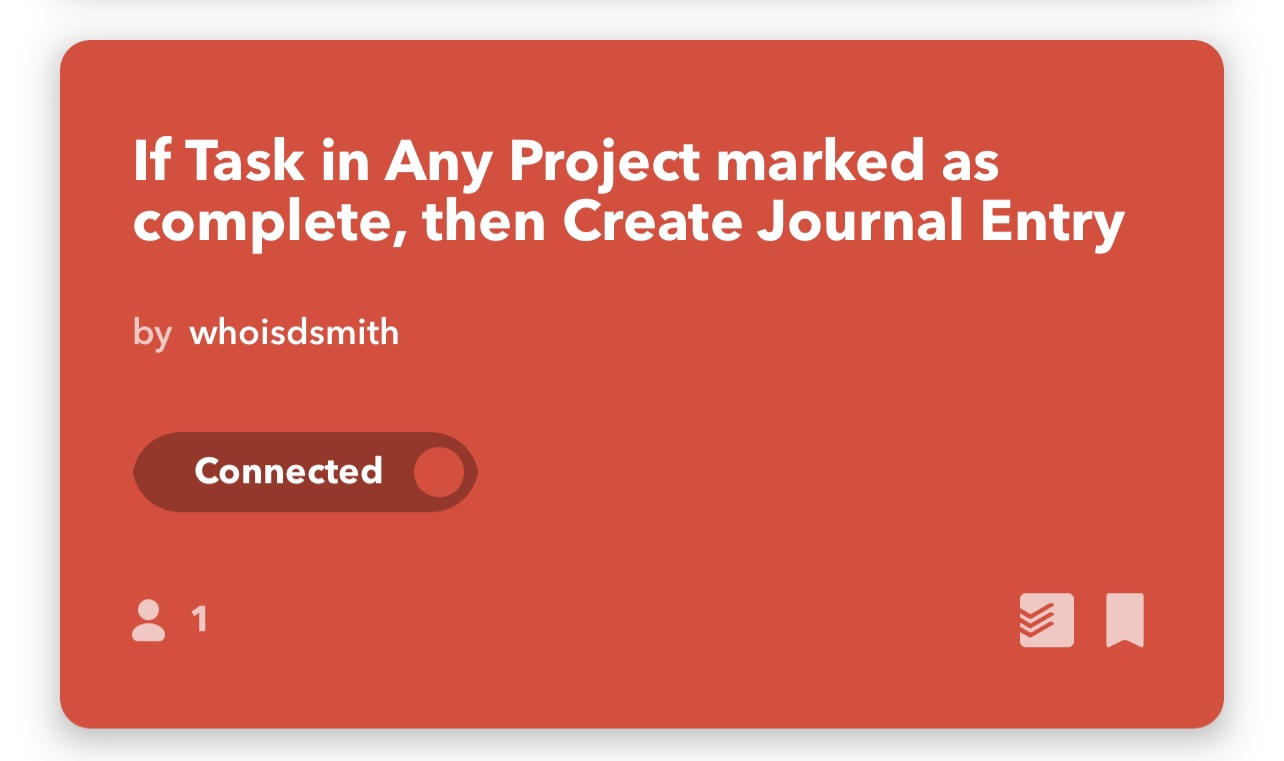 If Task in Any Project marked as
complete, then Create Journal Entry
by whoisdsmith
Connected
1